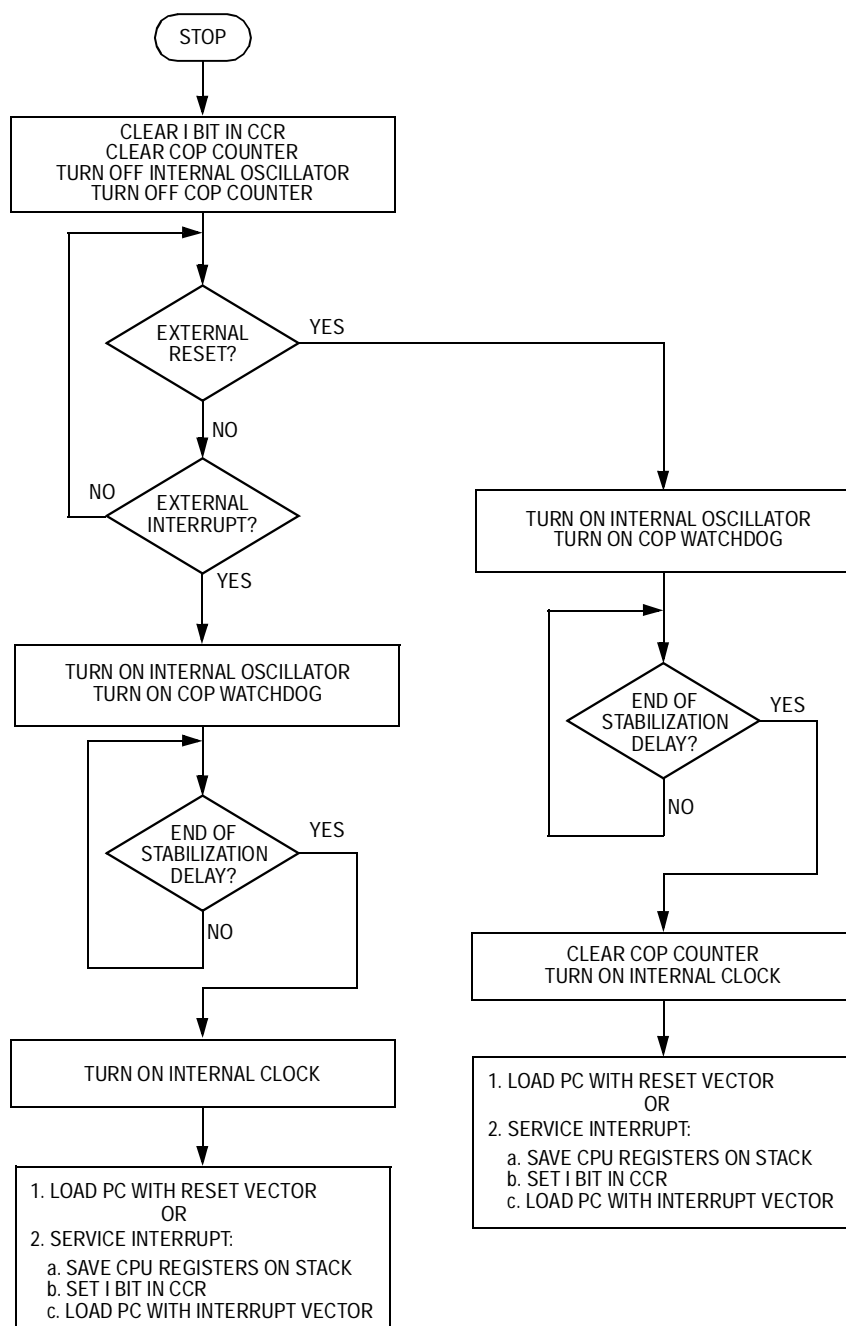 STOP
CLEAR I BIT IN CCR
CLEAR COP COUNTER
TURN OFF INTERNAL OSCILLATOR
TURN OFF COP COUNTER
EXTERNAL
RESET?
YES
NO
EXTERNAL
INTERRUPT?
NO
YES
TURN ON INTERNAL OSCILLATOR
TURN ON COP WATCHDOG
END OF
STABILIZATION
DELAY?
YES
NO
TURN ON INTERNAL CLOCK
1. LOAD PC WITH RESET VECTOR
OR
2. SERVICE INTERRUPT:
a. SAVE CPU REGISTERS ON STACK
b. SET I BIT IN CCR
c. LOAD PC WITH INTERRUPT VECTOR
TURN ON INTERNAL OSCILLATOR
TURN ON COP WATCHDOG
END OF
STABILIZATION
DELAY?
YES
NO
CLEAR COP COUNTER
TURN ON INTERNAL CLOCK
1. LOAD PC WITH RESET VECTOR
OR
2. SERVICE INTERRUPT:
a. SAVE CPU REGISTERS ON STACK
b. SET I BIT IN CCR
c. LOAD PC WITH INTERRUPT VECTOR